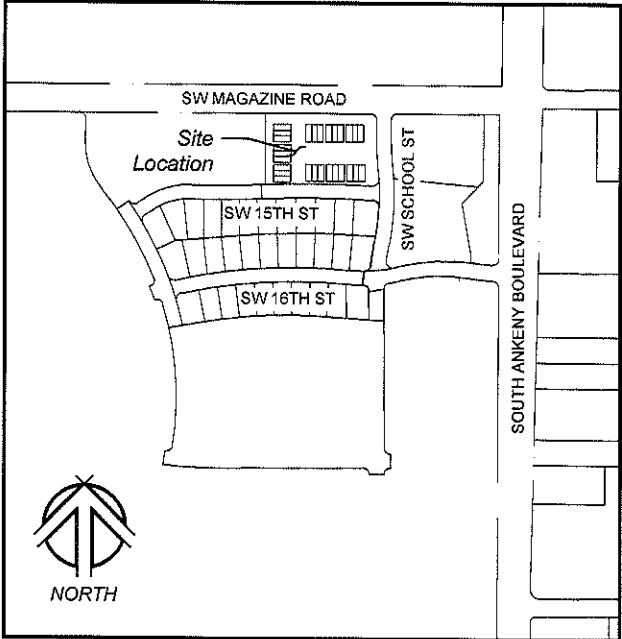 SW MAGAZINE ROAD
Site
Location
SW SCHOOL ST
SW 15TH ST
SOUTH ANKENY BOULEVARD
SW 16TH ST
NORTH